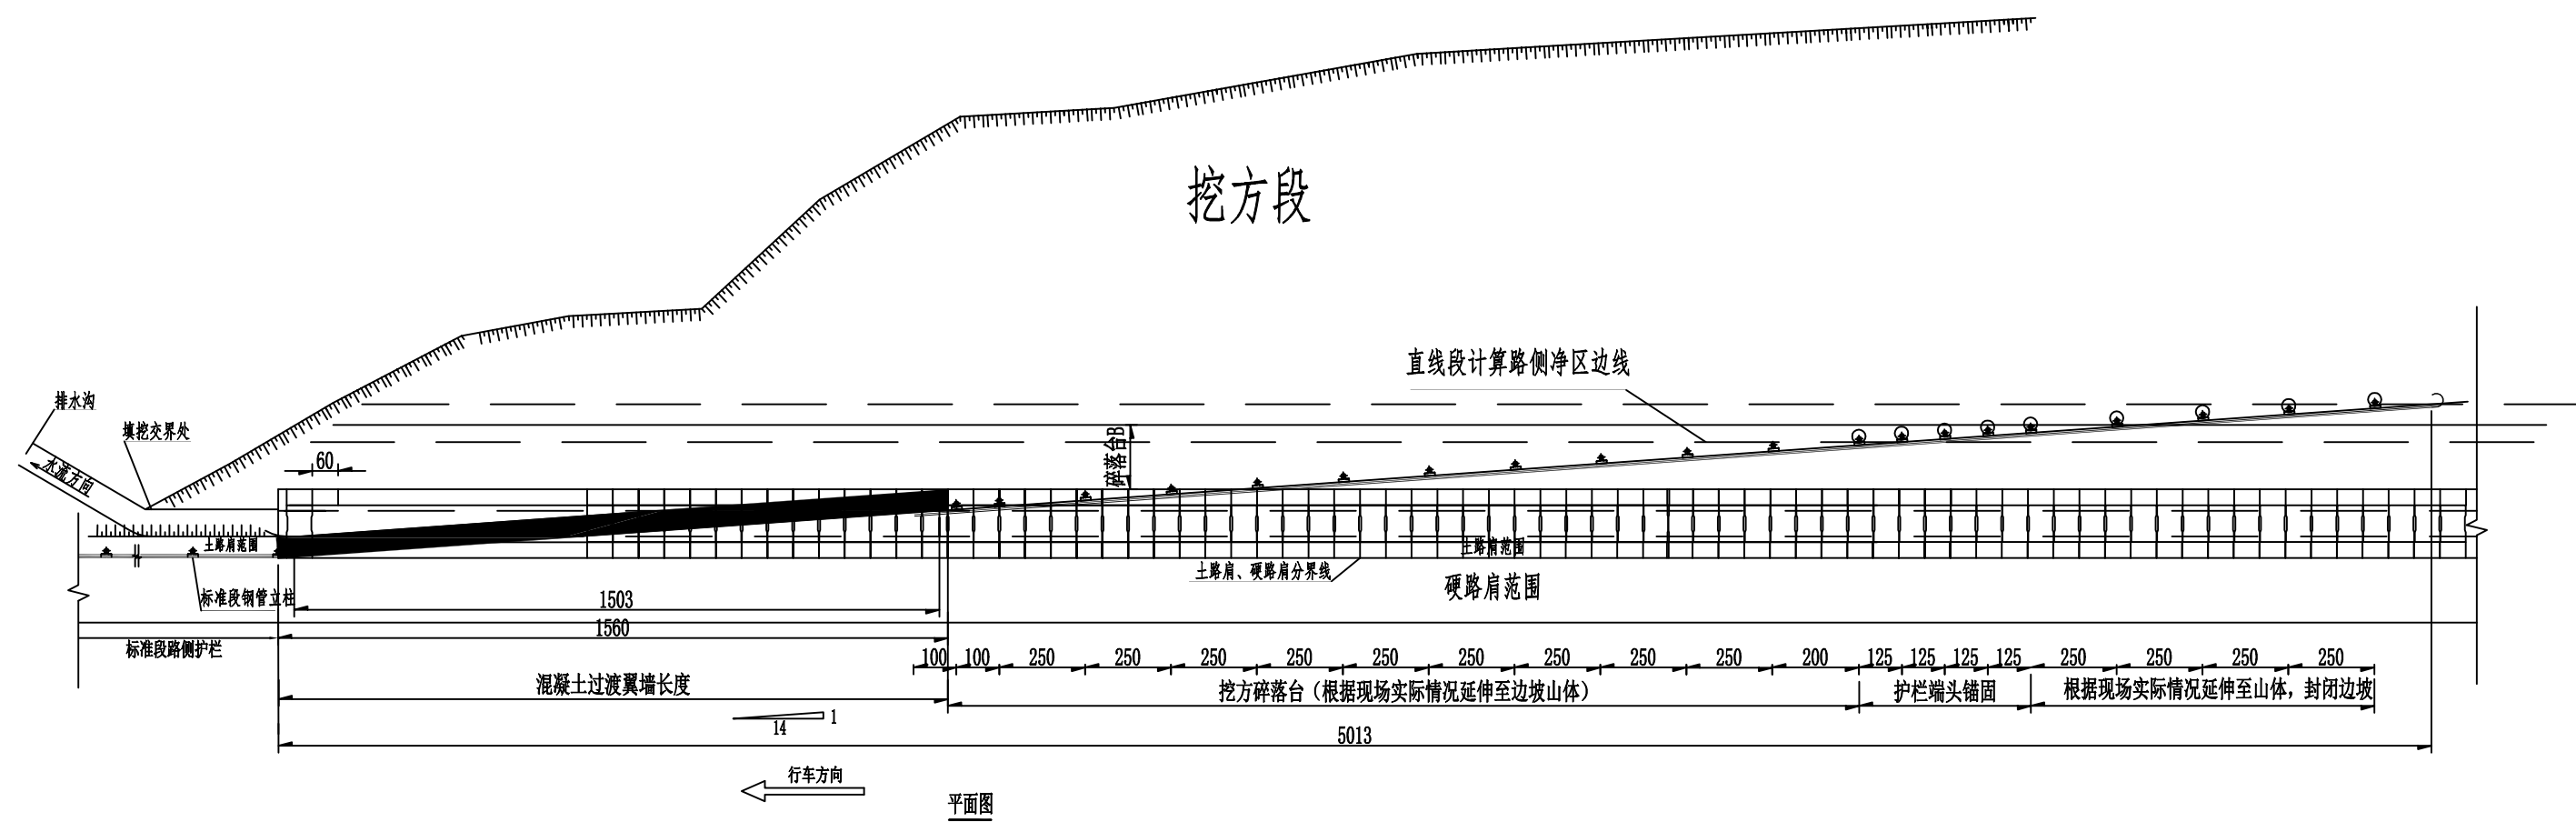 挖方段
直线段计算路侧净区边线
排水沟
填挖交界处
水流方向
60
碎落台B
土路肩范围
土路肩范围
土路肩、硬路肩分界线
硬路肩范围
标准段钢管立柱
1503
1560
标准段路侧护栏
100 100 250 250 250 250 250 250 250 250 250 200 125 125 125 125 250 250 250 250
混凝土过渡翼墙长度
挖方碎落台（根据现场实际情况延伸至边坡山体）
护栏端头锚固
根据现场实际情况延伸至山体，封闭边坡
1
14
5013
行车方向
平面图